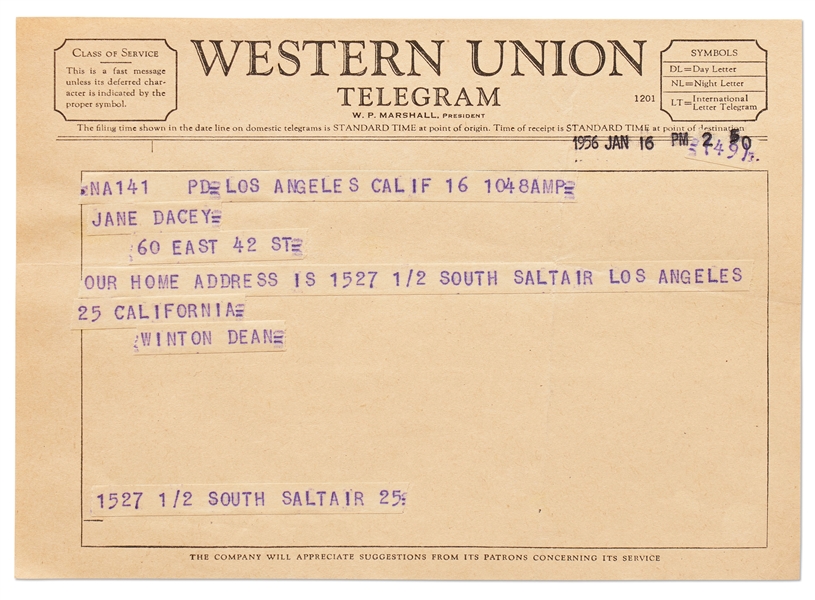 CLASS OF SERVICE
This is a fast message
unless its deferred char-
acter is indicated by the
proper symbol.
WESTERN UNION
TELEGRAM
W. P. MARSHALL, PRESIDENT
1201
SYMBOLS
DL=Day Letter
NL=Night Letter
LT=International
Letter Telegram
The filing time shown in the date line on domestic telegrams is STANDARD TIME at point of origin. Time of receipt is STANDARD TIME at point of destination
1956 JAN 16 PM 2 50
NA141 PD=LOS ANGELES CALIF 16 1048AMP=
JANE DACEY=
60 EAST 42 ST=
OUR HOME ADDRESS IS 1527 1/2 SOUTH SALTAIR LOS ANGELES
25 CALIFORNIA=
WINTON DEAN=
1527 1/2 SOUTH SALTAIR 25
THE COMPANY WILL APPRECIATE SUGGESTIONS FROM ITS PATRONS CONCERNING ITS SERVICE